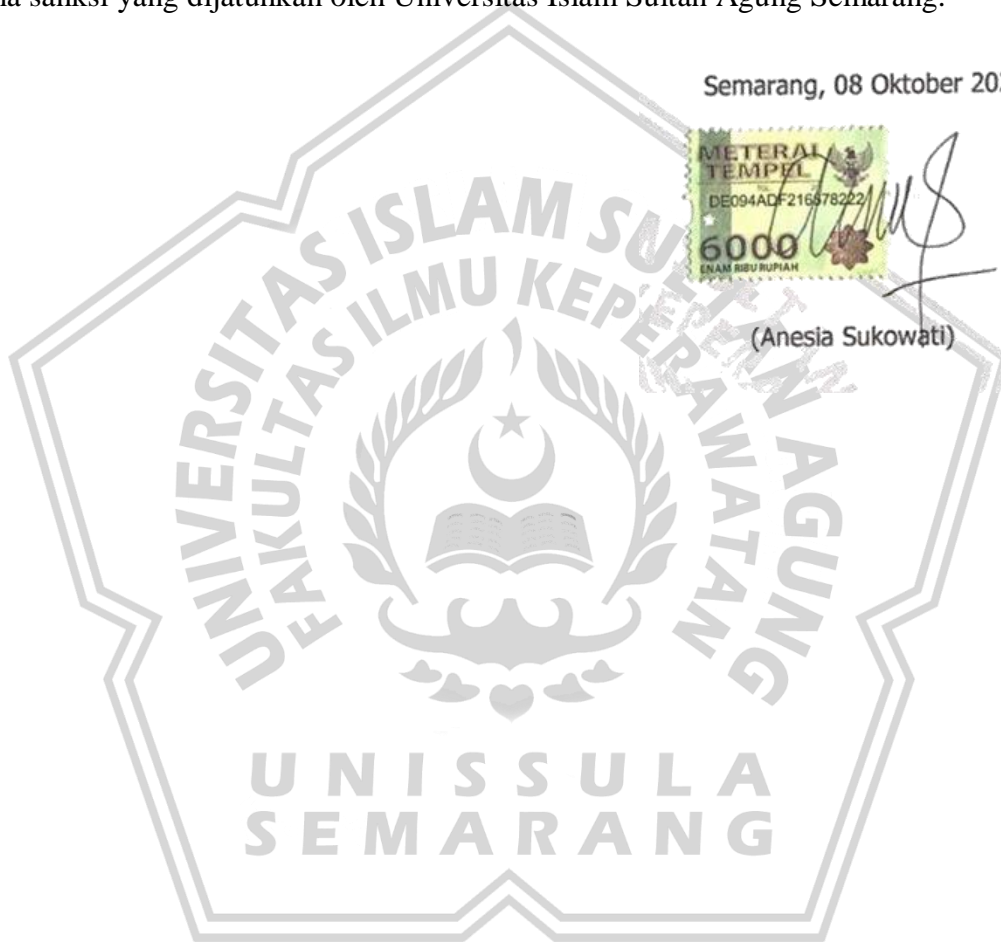 sanksi yang dijatuhkan oleh Universitas Islam Sultan Agung Semarang.
Semarang, 08 Oktober 20
METERAI
TEMPEL
DE094ADF216578222
6000
ENAM RIBU RUPIAH
(Anesia Sukowati)
UNIVERSITAS ISLAM SULTAN AGUNG
FAKULTAS ILMU KEPERAWATAN
UNISSULA
SEMARANG